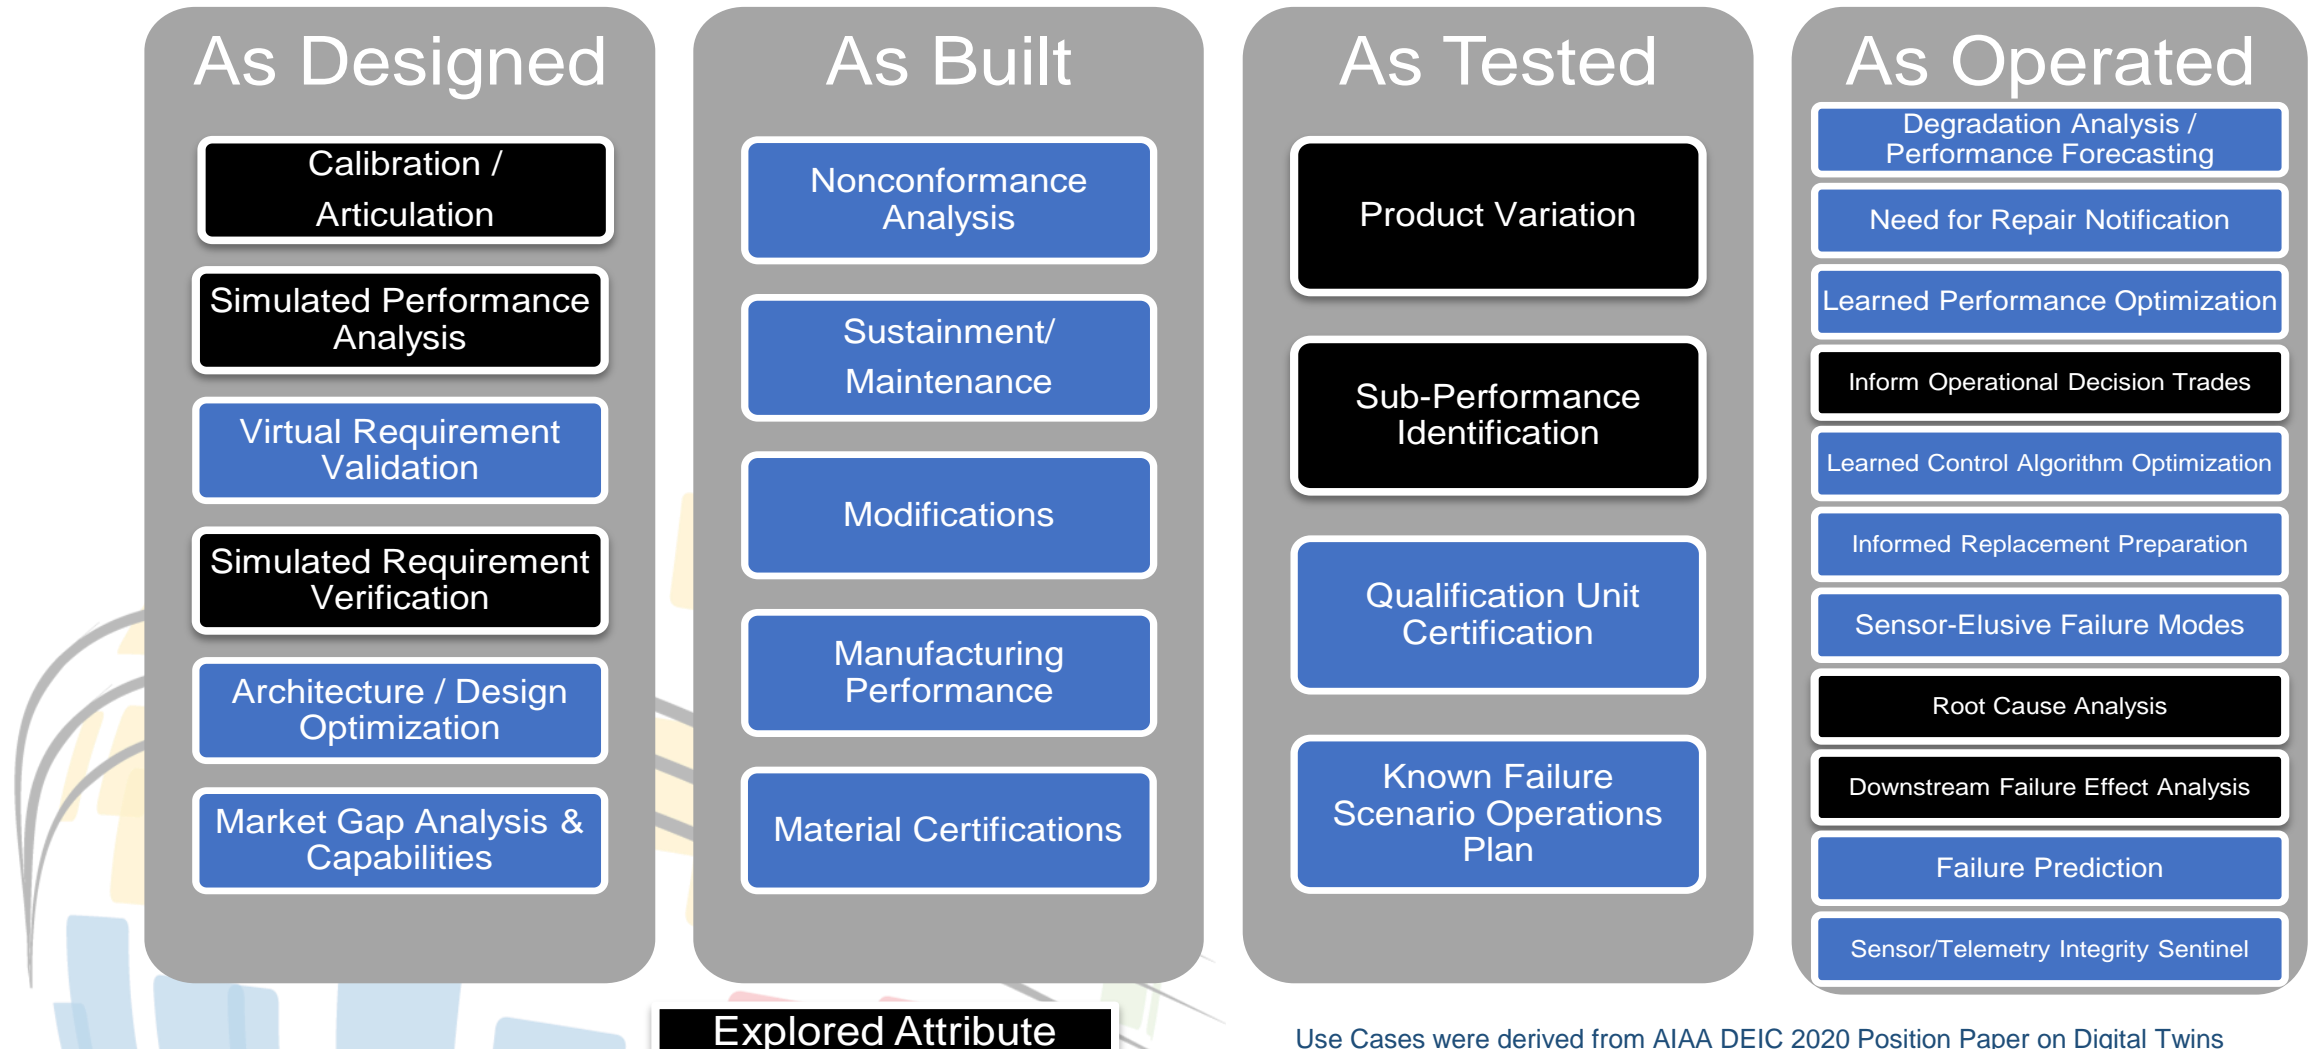 As Designed
Calibration /
Articulation
Simulated Performance
Analysis
Virtual Requirement
Validation
Simulated Requirement
Verification
Architecture / Design
Optimization
Market Gap Analysis &
Capabilities
As Built
Nonconformance
Analysis
Sustainment/
Maintenance
Modifications
Manufacturing
Performance
Material Certifications
As Tested
Product Variation
Sub-Performance
Identification
Qualification Unit
Certification
Known Failure
Scenario Operations
Plan
As Operated
Degradation Analysis /
Performance Forecasting
Need for Repair Notification
Learned Performance Optimization
Inform Operational Decision Trades
Learned Control Algorithm Optimization
Informed Replacement Preparation
Sensor-Elusive Failure Modes
Root Cause Analysis
Downstream Failure Effect Analysis
Failure Prediction
Sensor/Telemetry Integrity Sentinel
Explored Attribute
Use Cases were derived from AIAA DEIC 2020 Position Paper on Digital Twins